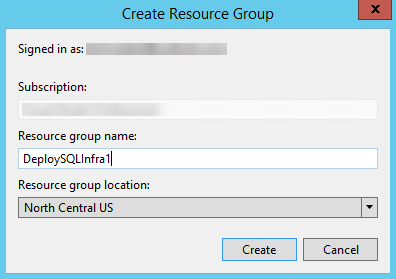 Create Resource Group
x
Signed in as:
Subscription:
Resource group name:
DeploySQLInfra1
Resource group location:
North Central US
Create Cancel